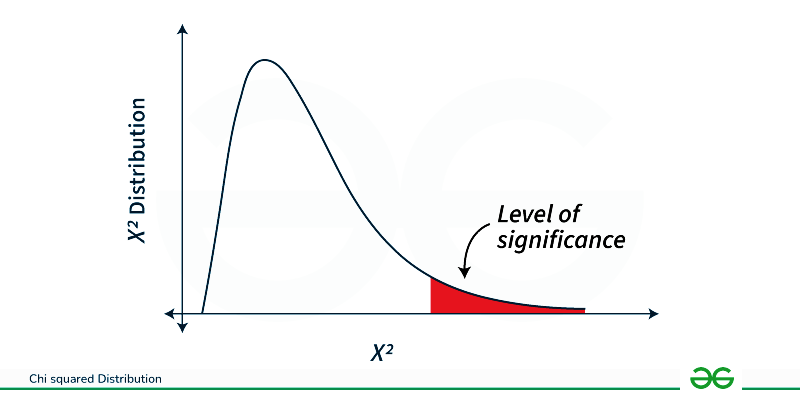 X² Distribution
Level of
significance
X²
Chi squared Distribution